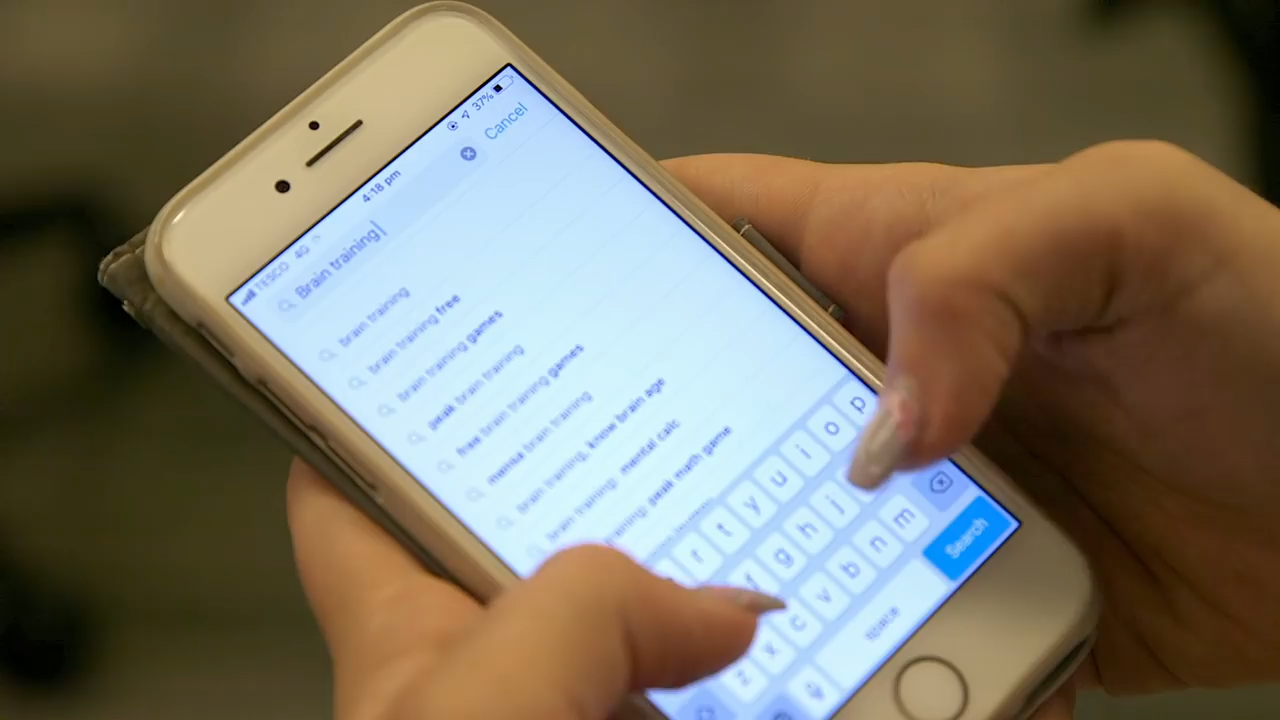 TESCO 4G 4:18 pm 37%
Brain training Cancel
brain training
brain training free
brain training games
peak brain training
free brain training games
mensa brain training
brain training, know brain age
brain training: mental calc
training: peak math game
r t y u i o p
f g h j
z x c v b n m
space Search